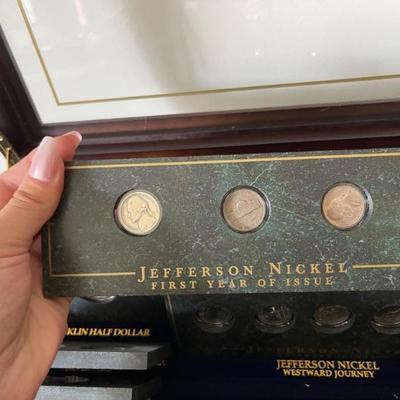 JEFFERSON NICKEL
FIRST YEAR OF ISSUE
KLIN HALF DOLLAR
JEFFERSON NICKEL
WESTWARD JOURNEY